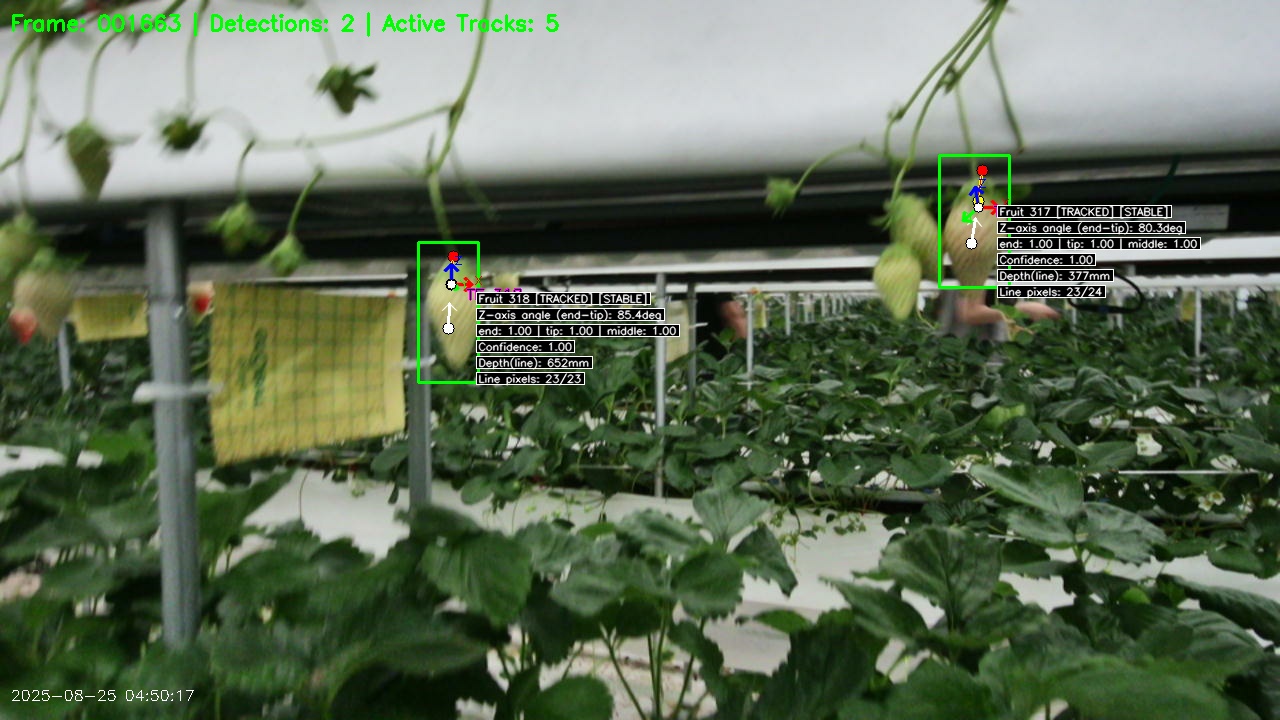 Frame: 001663 | Detections: 2 | Active Tracks: 5
Fruit 317 [TRACKED] [STABLE]
Z-axis angle (end-tip): 80.3deg
end: 1.00 | tip: 1.00 | middle: 1.00
Confidence: 1.00
Depth(line): 377mm
Line pixels: 23/24
Fruit 318 [TRACKED] [STABLE]
Z-axis angle (end-tip): 85.4deg
end: 1.00 | tip: 1.00 | middle: 1.00
Confidence: 1.00
Depth(line): 652mm
Line pixels: 23/23
2025-08-25 04:50:17